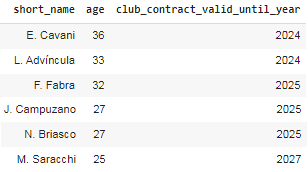 short_name age club_contract_valid_until_year
E. Cavani 36 2024
L. Advíncula 33 2024
F. Fabra 32 2025
J. Campuzano 27 2025
N. Briasco 27 2025
M. Saracchi 25 2027